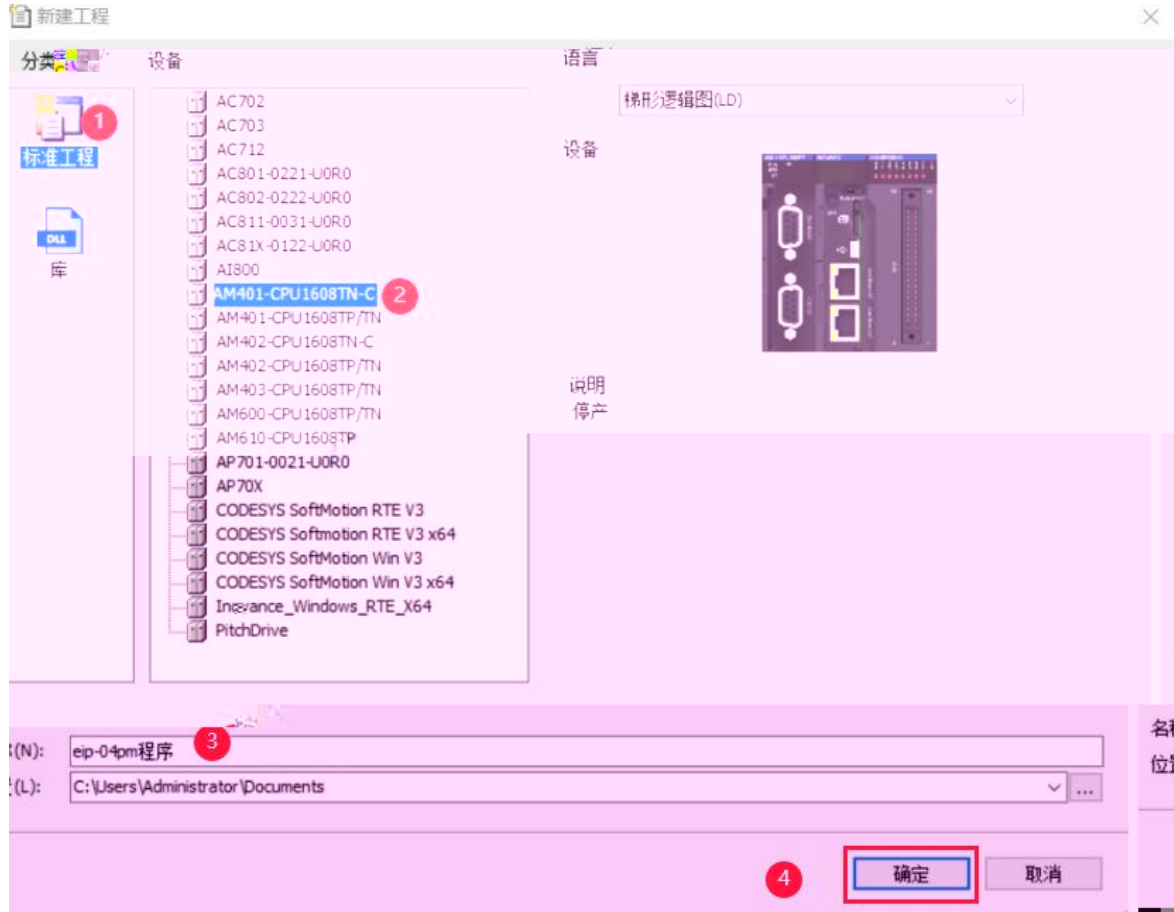 新建工程
分类
设备
语言
标准工程
1
库
AC702
AC703
AC712
AC801-0221-U0R0
AC802-0222-U0R0
AC811-0031-U0R0
AC81X-0122-U0R0
AI800
AM401-CPU1608TN-C
2
AM401-CPU1608TP/TN
AM402-CPU1608TN-C
AM402-CPU1608TP/TN
AM403-CPU1608TP/TN
AM600-CPU1608TP/TN
AM610-CPU1608TP
AP701-0021-U0R0
AP70X
CODESYS SoftMotion RTE V3
CODESYS Softmotion RTE V3 x64
CODESYS SoftMotion Win V3
CODESYS SoftMotion Win V3 x64
Inovance_Windows_RTE_X64
PitchDrive
梯形逻辑图(LD)
设备
说明
停产
(N):
eip-04pm程序
3
名称
(L):
C:\Users\Administrator\Documents
...
位置
4
确定
取消